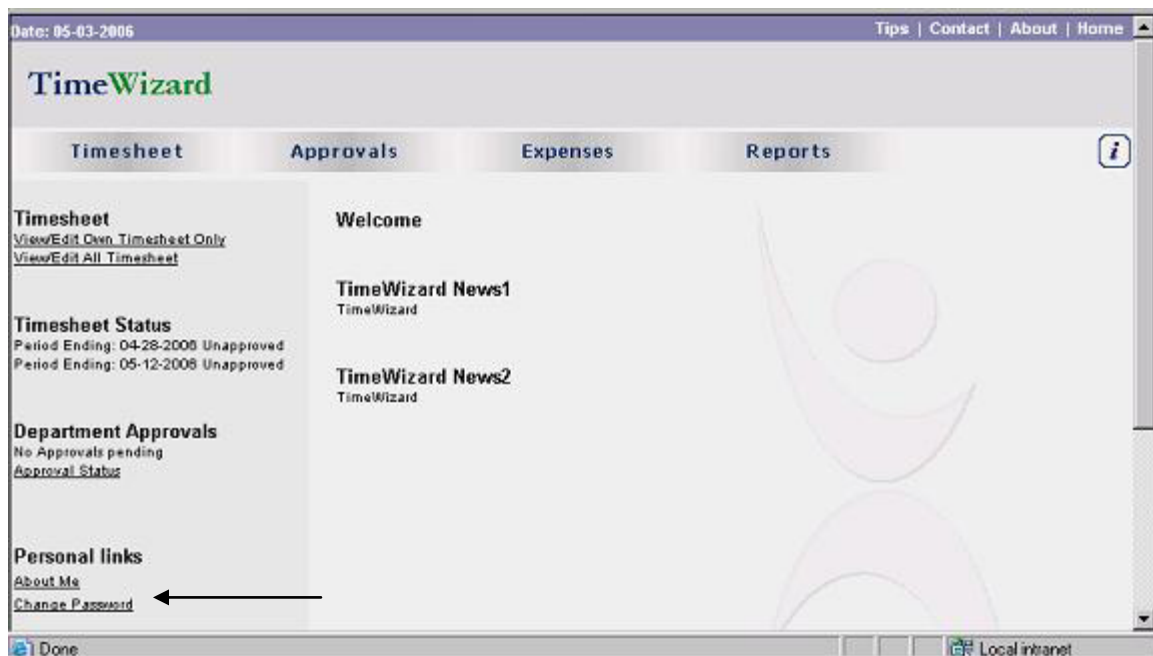 Date: 05-03-2006 Tips | Contact | About | Home
TimeWizard
Timesheet Approvals Expenses Reports i
Timesheet
View/Edit Own Timesheet Only
View/Edit All Timesheet
Timesheet Status
Period Ending: 04-28-2006 Unapproved
Period Ending: 05-12-2006 Unapproved
Department Approvals
No Approvals pending
Approval Status
Personal links
About Me
Change Password
Welcome
TimeWizard News1
TimeWizard
TimeWizard News2
TimeWizard
Done Local intranet